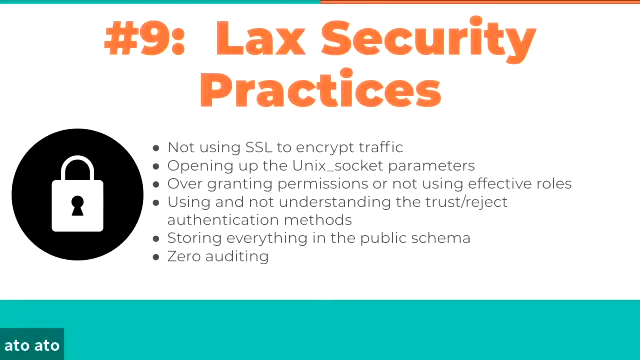 #9:  Lax Security
Practices
● Not using SSL to encrypt traffic
● Opening up the Unix_socket parameters
● Over granting permissions or not using effective roles
● Using and not understanding the trust/reject
authentication methods
● Storing everything in the public schema
● Zero auditing
ato ato